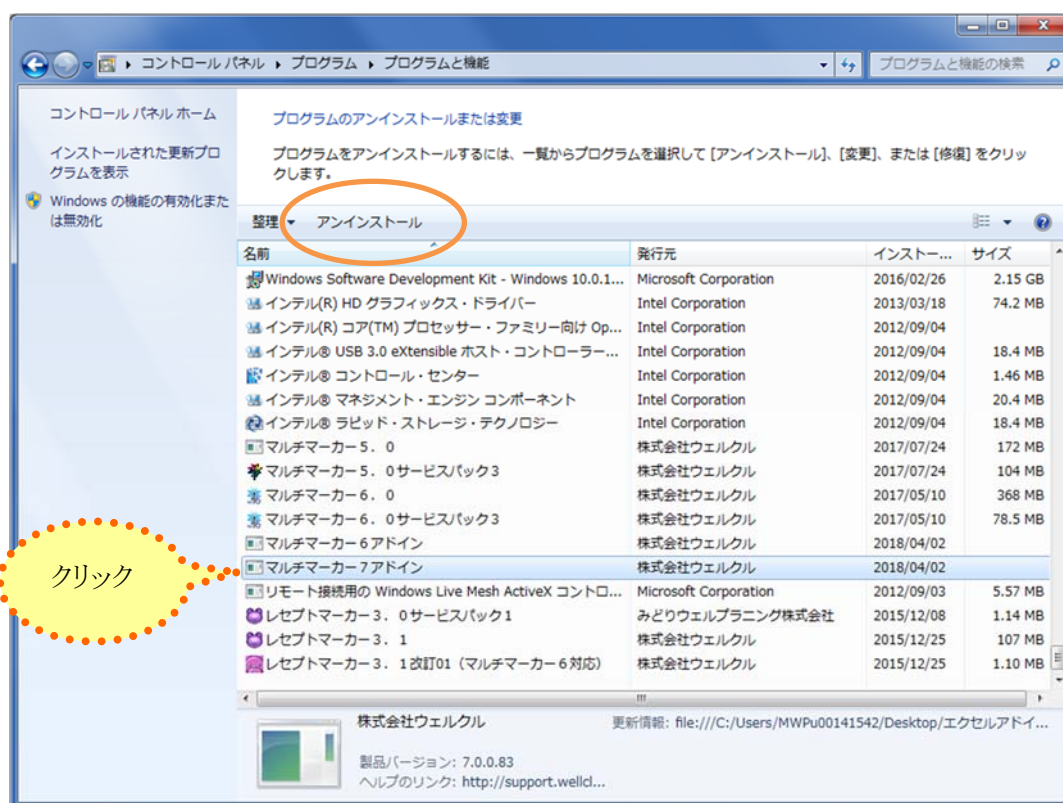 コントロール パネル ▸ プログラム ▸ プログラムと機能
プログラムと機能の検索
コントロール パネル ホーム
インストールされた更新プロ
グラムを表示
Windows の機能の有効化また
は無効化
プログラムのアンインストールまたは変更
プログラムをアンインストールするには、一覧からプログラムを選択して [アンインストール]、[変更]、または [修復] をクリッ
クします。
整理 ▼ アンインストール
名前 発行元 インストー... サイズ
Windows Software Development Kit - Windows 10.0.1... Microsoft Corporation 2016/02/26 2.15 GB
インテル(R) HD グラフィックス・ドライバー Intel Corporation 2013/03/18 74.2 MB
インテル(R) コア(TM) プロセッサー・ファミリー向け Op... Intel Corporation 2012/09/04
インテル® USB 3.0 eXtensible ホスト・コントローラー... Intel Corporation 2012/09/04 18.4 MB
インテル® コントロール・センター Intel Corporation 2012/09/04 1.46 MB
インテル® マネジメント・エンジン コンポーネント Intel Corporation 2012/09/04 20.4 MB
インテル® ラピッド・ストレージ・テクノロジー Intel Corporation 2012/09/04 18.4 MB
マルチマーカー５．０ 株式会社ウェルクル 2017/07/24 172 MB
マルチマーカー５．０サービスパック３ 株式会社ウェルクル 2017/07/24 104 MB
マルチマーカー６．０ 株式会社ウェルクル 2017/05/10 368 MB
マルチマーカー６．０サービスパック３ 株式会社ウェルクル 2017/05/10 78.5 MB
マルチマーカー６アドイン 株式会社ウェルクル 2018/04/02
マルチマーカー７アドイン 株式会社ウェルクル 2018/04/02
リモート接続用の Windows Live Mesh ActiveX コントロ... Microsoft Corporation 2012/09/03 5.57 MB
レセプトマーカー３．０サービスパック１ みどりウェルプラニング株式会社 2015/12/08 1.14 MB
レセプトマーカー３．１ 株式会社ウェルクル 2015/12/25 107 MB
レセプトマーカー３．１改訂01（マルチマーカー６対応） 株式会社ウェルクル 2015/12/25 1.10 MB
クリック
株式会社ウェルクル 更新情報: file:///C:/Users/MWPu00141542/Desktop/エクセルアドイ...
製品バージョン: 7.0.0.83
ヘルプのリンク: http://support.wellcl...